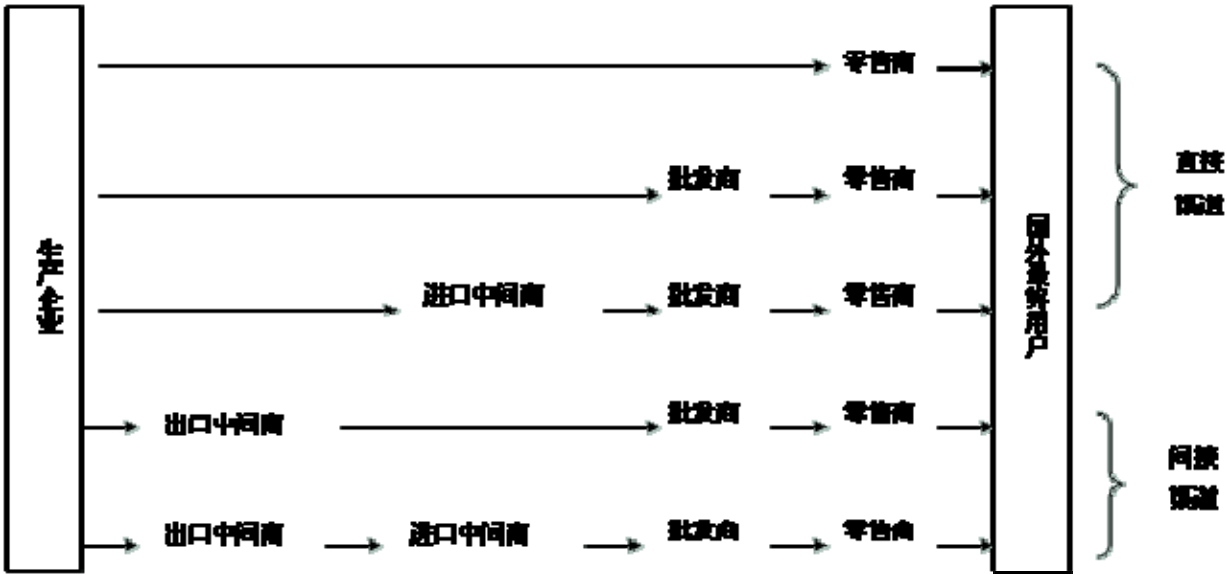 生产企业
零售商
批发商 零售商
进口中间商 批发商 零售商
出口中间商 批发商 零售商
出口中间商 进口中间商 批发商 零售商
国外最终用户
直接
渠道
间接
渠道